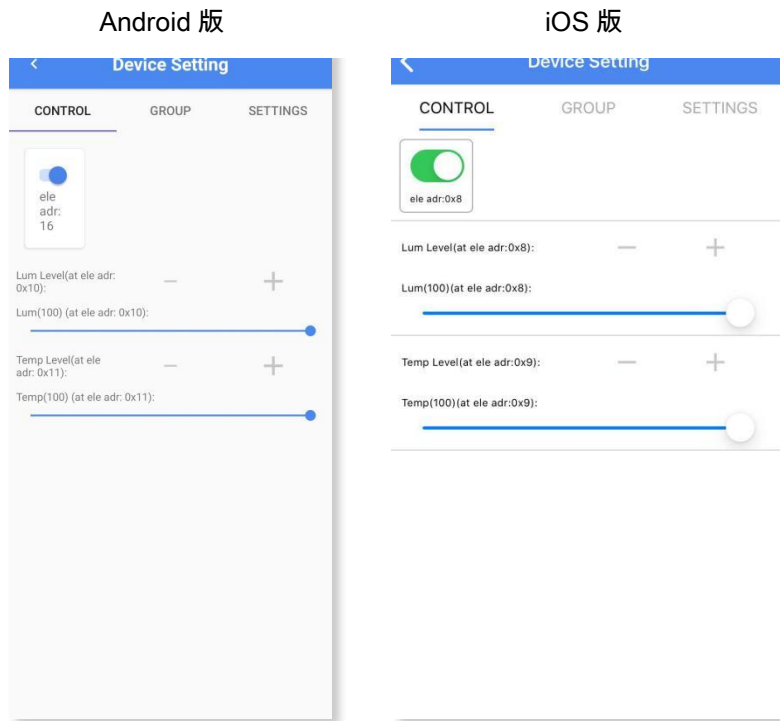 Android 版
Device Setting
CONTROL GROUP SETTINGS
ele
adr:
16
Lum Level(at ele adr:
0x10):
Lum(100) (at ele adr: 0x10):
Temp Level(at ele
adr: 0x11):
Temp(100) (at ele adr: 0x11):
iOS 版
Device Setting
CONTROL GROUP SETTINGS
ele adr:0x8
Lum Level(at ele adr:0x8):
Lum(100)(at ele adr:0x8):
Temp Level(at ele adr:0x9):
Temp(100)(at ele adr:0x9):